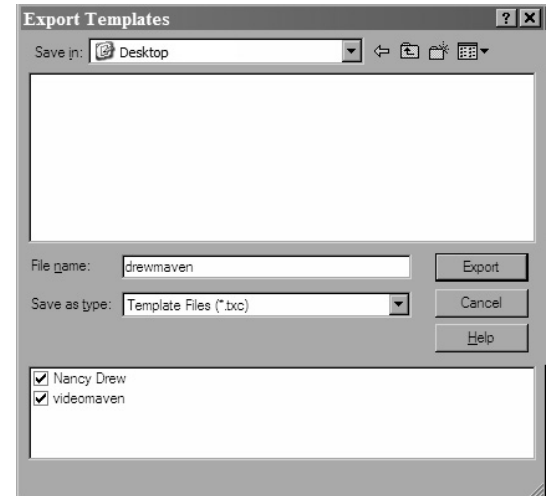 Export Templates
Save in: Desktop
File name: drewmaven
Export
Save as type: Template Files (*.txc)
Cancel
Help
Nancy Drew
videomaven